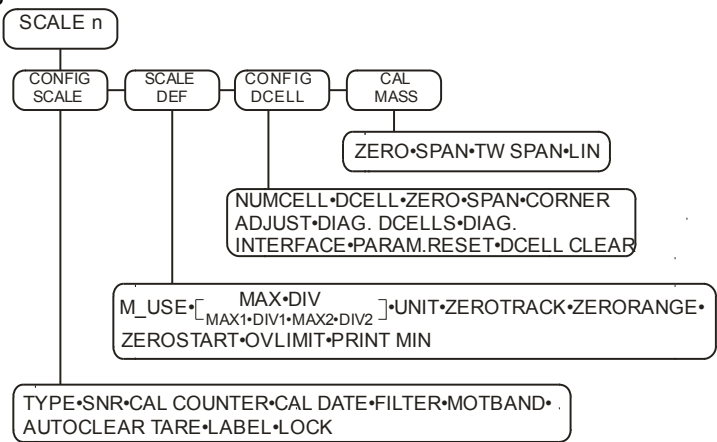 SCALE n
CONFIG
SCALE
SCALE
DEF
CONFIG
DCELL
CAL
MASS
ZERO•SPAN•TW SPAN•LIN
NUMCELL•DCELL•ZERO•SPAN•CORNER
ADJUST•DIAG. DCELLS•DIAG.
INTERFACE•PARAM.RESET•DCELL CLEAR
M_USE•[ MAX•DIV
MAX1•DIV1•MAX2•DIV2 ]•UNIT•ZEROTRACK•ZERORANGE•
ZEROSTART•OVLIMIT•PRINT MIN
TYPE•SNR•CAL COUNTER•CAL DATE•FILTER•MOTBAND•
AUTOCLEAR TARE•LABEL•LOCK